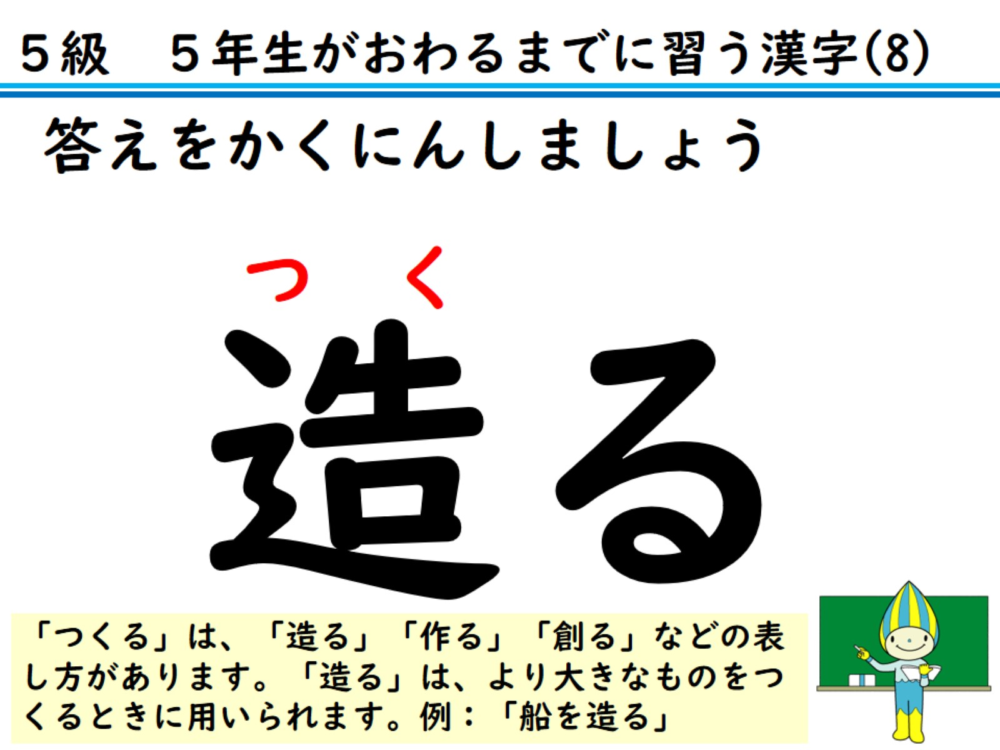 ５級　５年生がおわるまでに習う漢字(8)
答えをかくにんしましょう
つく
造る
「つくる」は、「造る」「作る」「創る」などの表
し方があります。「造る」は、より大きなものをつ
くるときに用いられます。例：「船を造る」